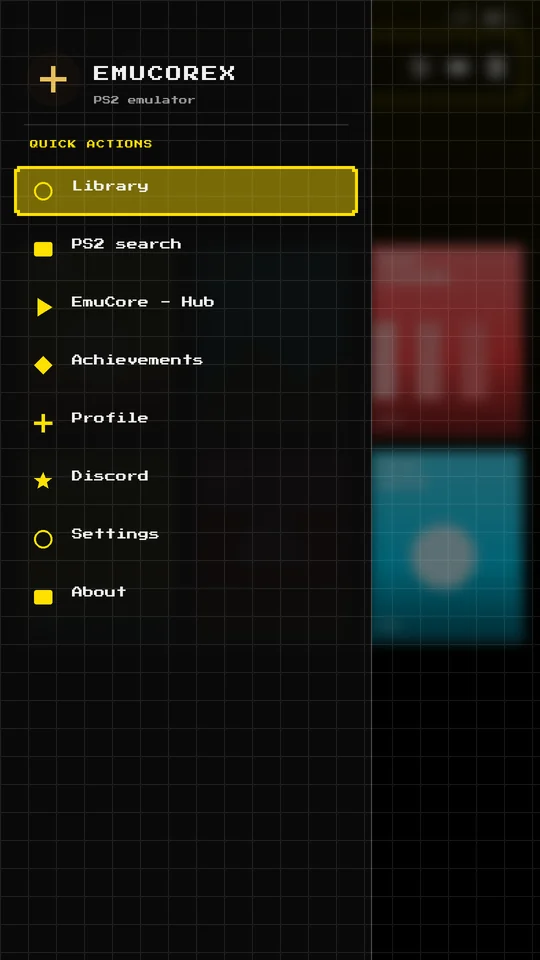 EMUCOREX
PS2 emulator
QUICK ACTIONS
Library
PS2 search
EmuCore - Hub
Achievements
Profile
Discord
Settings
About